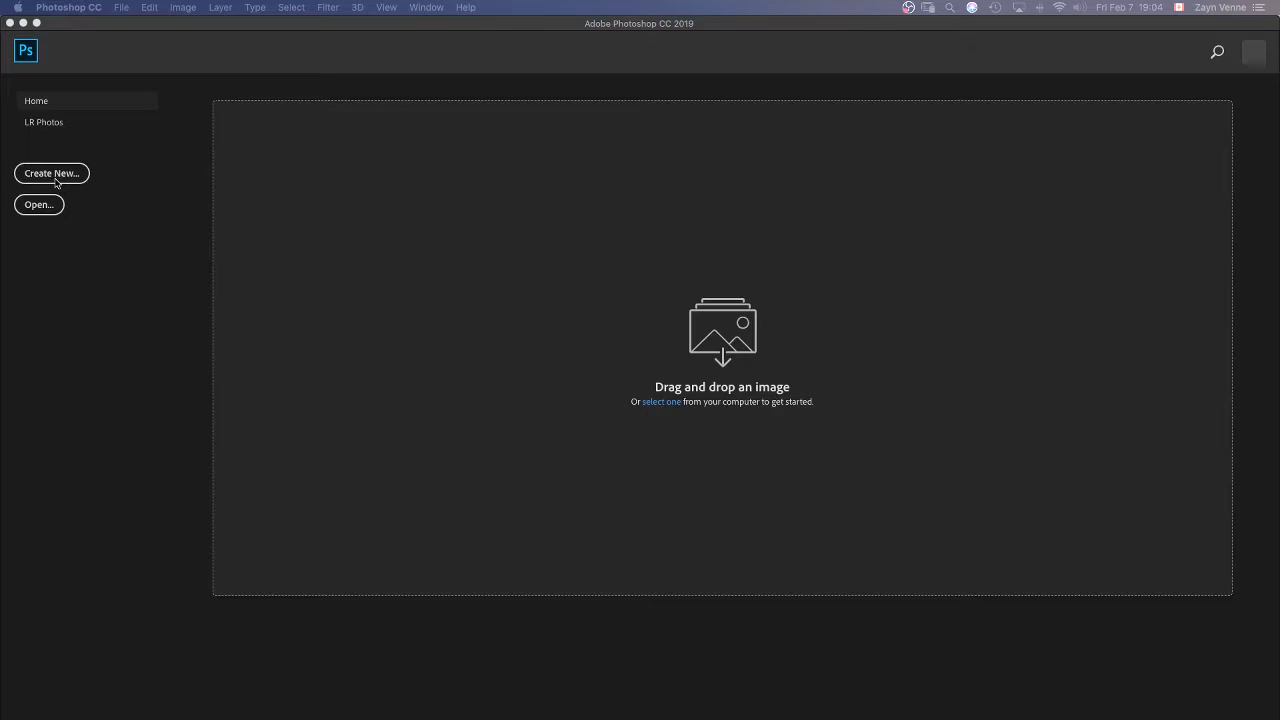 Photoshop CC File Edit Image Layer Type Select Filter 3D View Window Help Fri Feb 7 19:04 Zayn Venne
Adobe Photoshop CC 2019
Ps
Home
LR Photos
Create New...
Open...
Drag and drop an image
Or select one from your computer to get started.